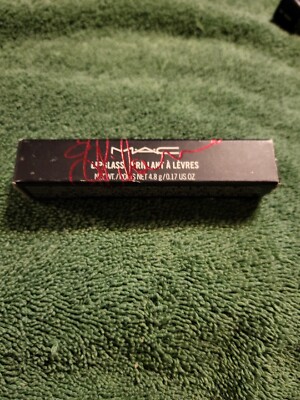 MAC
LIPGLASS / BRILLANT À LÈVRES
NET WT. / POIDS NET 4.8 g / 0.17 US OZ